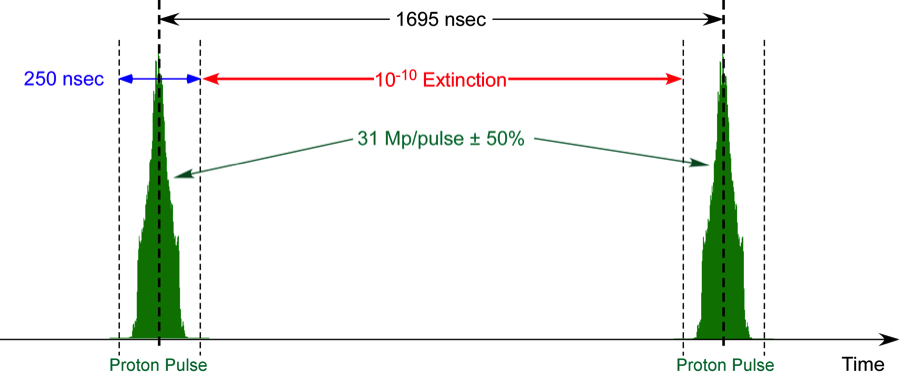 1695 nsec
250 nsec
10⁻¹⁰ Extinction
31 Mp/pulse ± 50%
Proton Pulse
Proton Pulse
Time